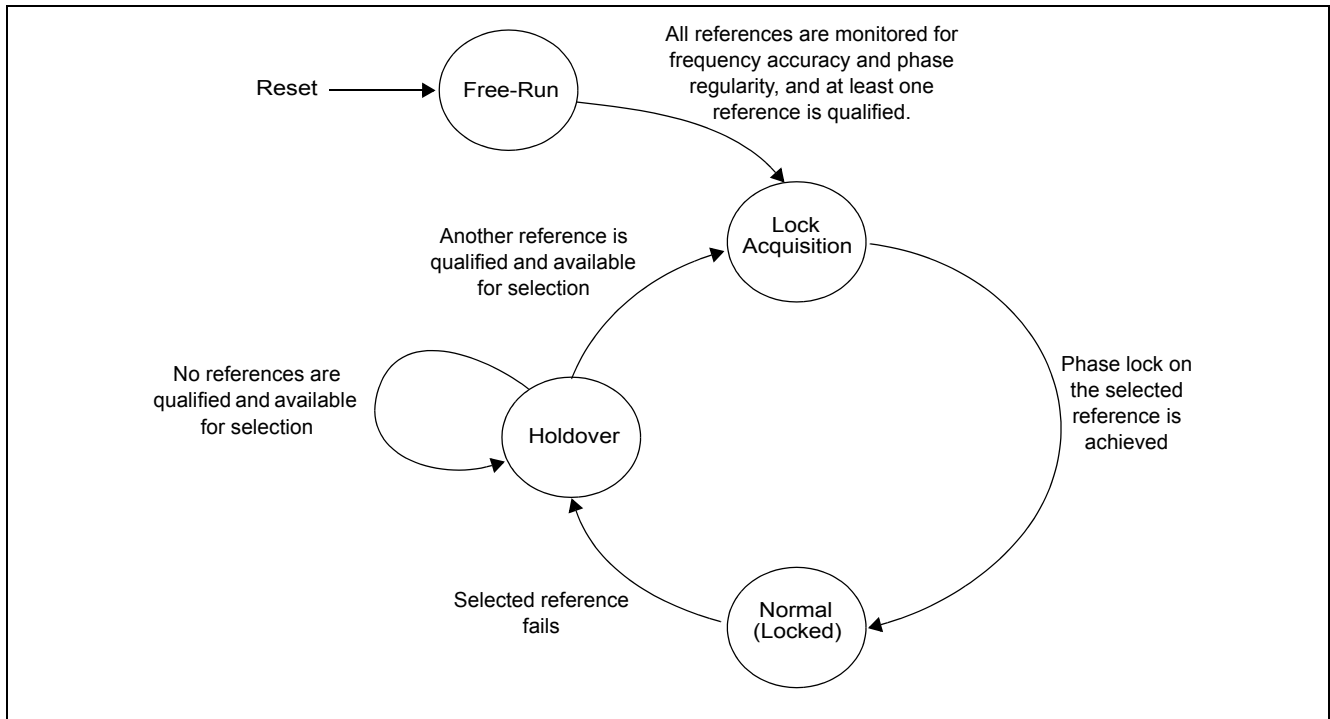 All references are monitored for
frequency accuracy and phase
regularity, and at least one
reference is qualified.
Reset
Free-Run
Lock
Acquisition
Another reference is
qualified and available
for selection
No references are
qualified and available
for selection
Phase lock on
the selected
reference is
achieved
Holdover
Selected reference
fails
Normal
(Locked)